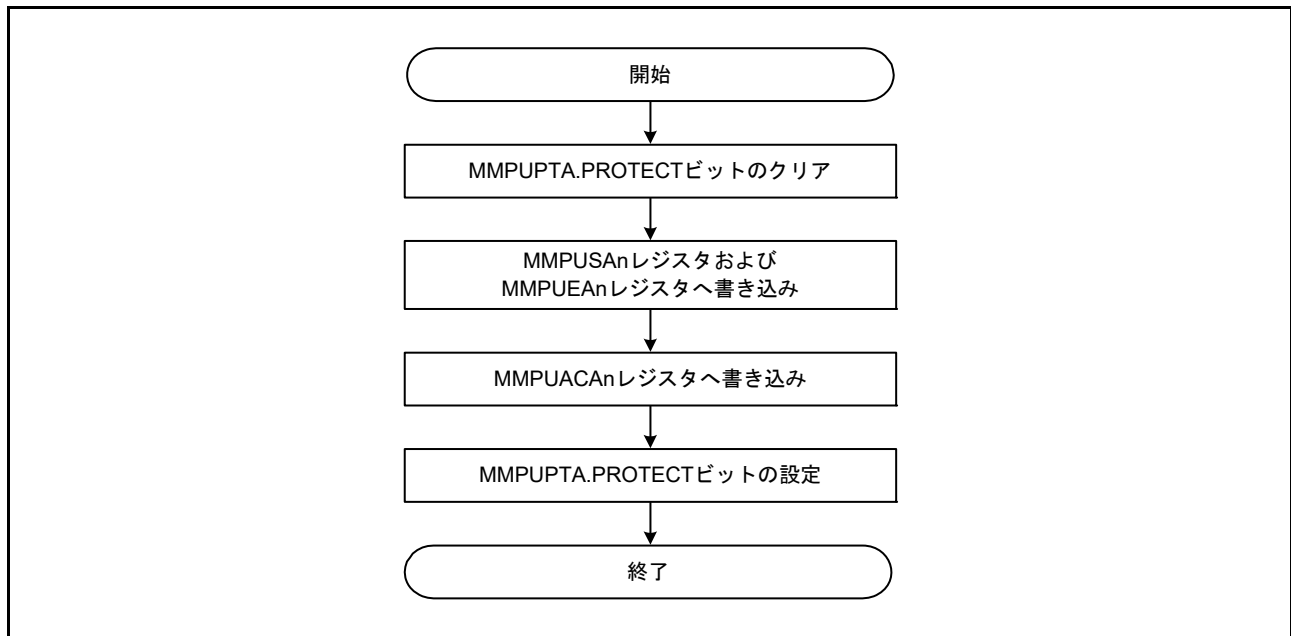 開始
MMPUPTA.PROTECTビットのクリア
MMPUSAnレジスタおよび
MMPUEAnレジスタへ書き込み
MMPUACAnレジスタへ書き込み
MMPUPTA.PROTECTビットの設定
終了